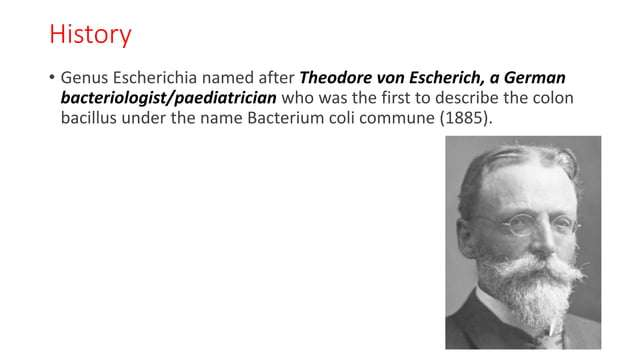 History
• Genus Escherichia named after Theodore von Escherich, a German
bacteriologist/paediatrician who was the first to describe the colon
bacillus under the name Bacterium coli commune (1885).